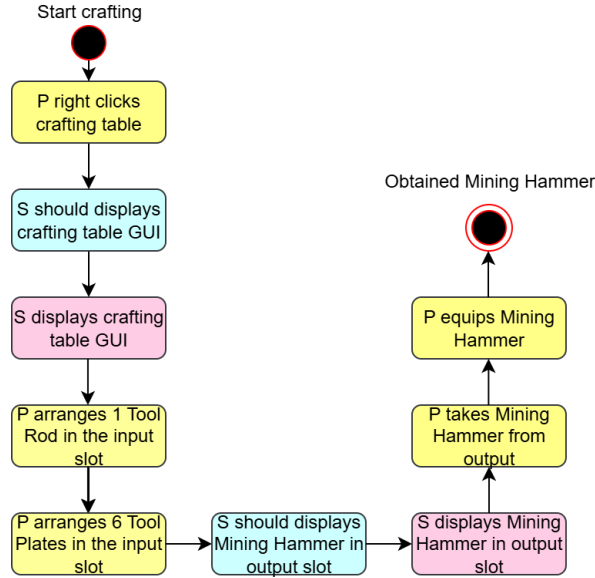 Start crafting
P right clicks
crafting table
S should displays
crafting table GUI
S displays crafting
table GUI
P arranges 1 Tool
Rod in the input
slot
P arranges 6 Tool
Plates in the input
slot
S should displays
Mining Hammer in
output slot
S displays Mining
Hammer in output
slot
P takes Mining
Hammer from
output
P equips Mining
Hammer
Obtained Mining Hammer